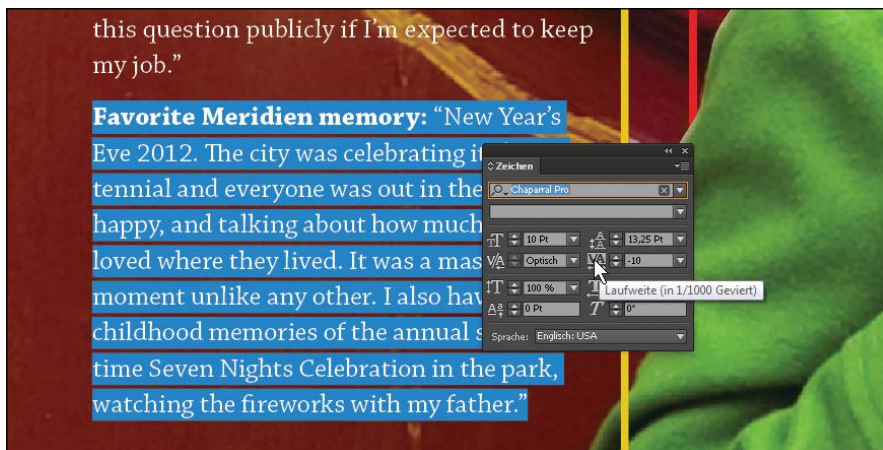 this question publicly if I'm expected to keep
my job."
Favorite Meridien memory: "New Year's
Eve 2012. The city was celebrating
tennial and everyone was out in the
happy, and talking about how much
loved where they lived. It was a
moment unlike any other. I also
childhood memories of the annual
time Seven Nights Celebration in the park,
watching the fireworks with my father."
Zeichen
Chaparral Pro
10 Pt 13,25 Pt
Optisch -10
100 %
Laufweite (in 1/1000 Geviert)
0 Pt 0°
Sprache: Englisch: USA